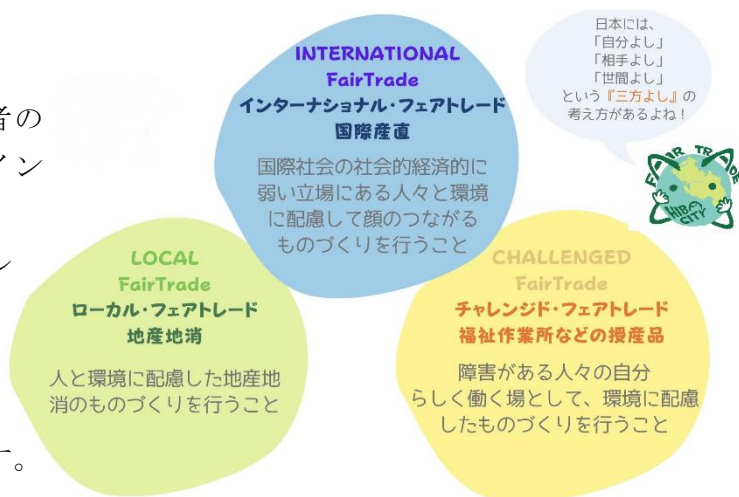 者の
イン
ン
す。
INTERNATIONAL
FairTrade
インターナショナル・フェアトレード
国際産直
国際社会の社会的経済的に
弱い立場にある人々と環境
に配慮して顔のつながる
ものづくりを行うこと
日本には、
「自分よし」
「相手よし」
「世間よし」
という『三方よし』の
考え方があるよね！
FAIR TRADE
CITY
LOCAL
FairTrade
ローカル・フェアトレード
地産地消
人と環境に配慮した地産地
消のものづくりを行うこと
CHALLENGED
FairTrade
チャレンジド・フェアトレード
福祉作業所などの授産品
障害がある人々の自分
らしく働く場として、環境に配慮
したものづくりを行うこと